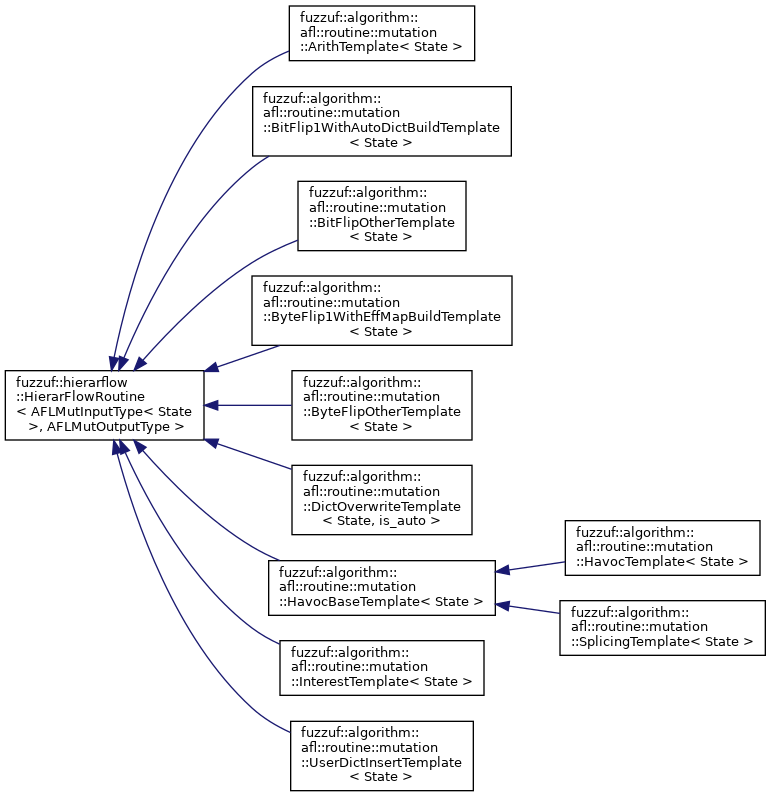 fuzzuf::algorithm::
afl::routine::mutation
::ArithTemplate< State >
fuzzuf::algorithm::
afl::routine::mutation
::BitFlip1WithAutoDictBuildTemplate
< State >
fuzzuf::algorithm::
afl::routine::mutation
::BitFlipOtherTemplate
< State >
fuzzuf::algorithm::
afl::routine::mutation
::ByteFlip1WithEffMapBuildTemplate
< State >
fuzzuf::hierarflow
::HierarFlowRoutine
< AFLMutInputType< State
>, AFLMutOutputType >
fuzzuf::algorithm::
afl::routine::mutation
::ByteFlipOtherTemplate
< State >
fuzzuf::algorithm::
afl::routine::mutation
::DictOverwriteTemplate
< State, is_auto >
fuzzuf::algorithm::
afl::routine::mutation
::HavocBaseTemplate< State >
fuzzuf::algorithm::
afl::routine::mutation
::HavocTemplate< State >
fuzzuf::algorithm::
afl::routine::mutation
::SplicingTemplate< State >
fuzzuf::algorithm::
afl::routine::mutation
::InterestTemplate< State >
fuzzuf::algorithm::
afl::routine::mutation
::UserDictInsertTemplate
< State >